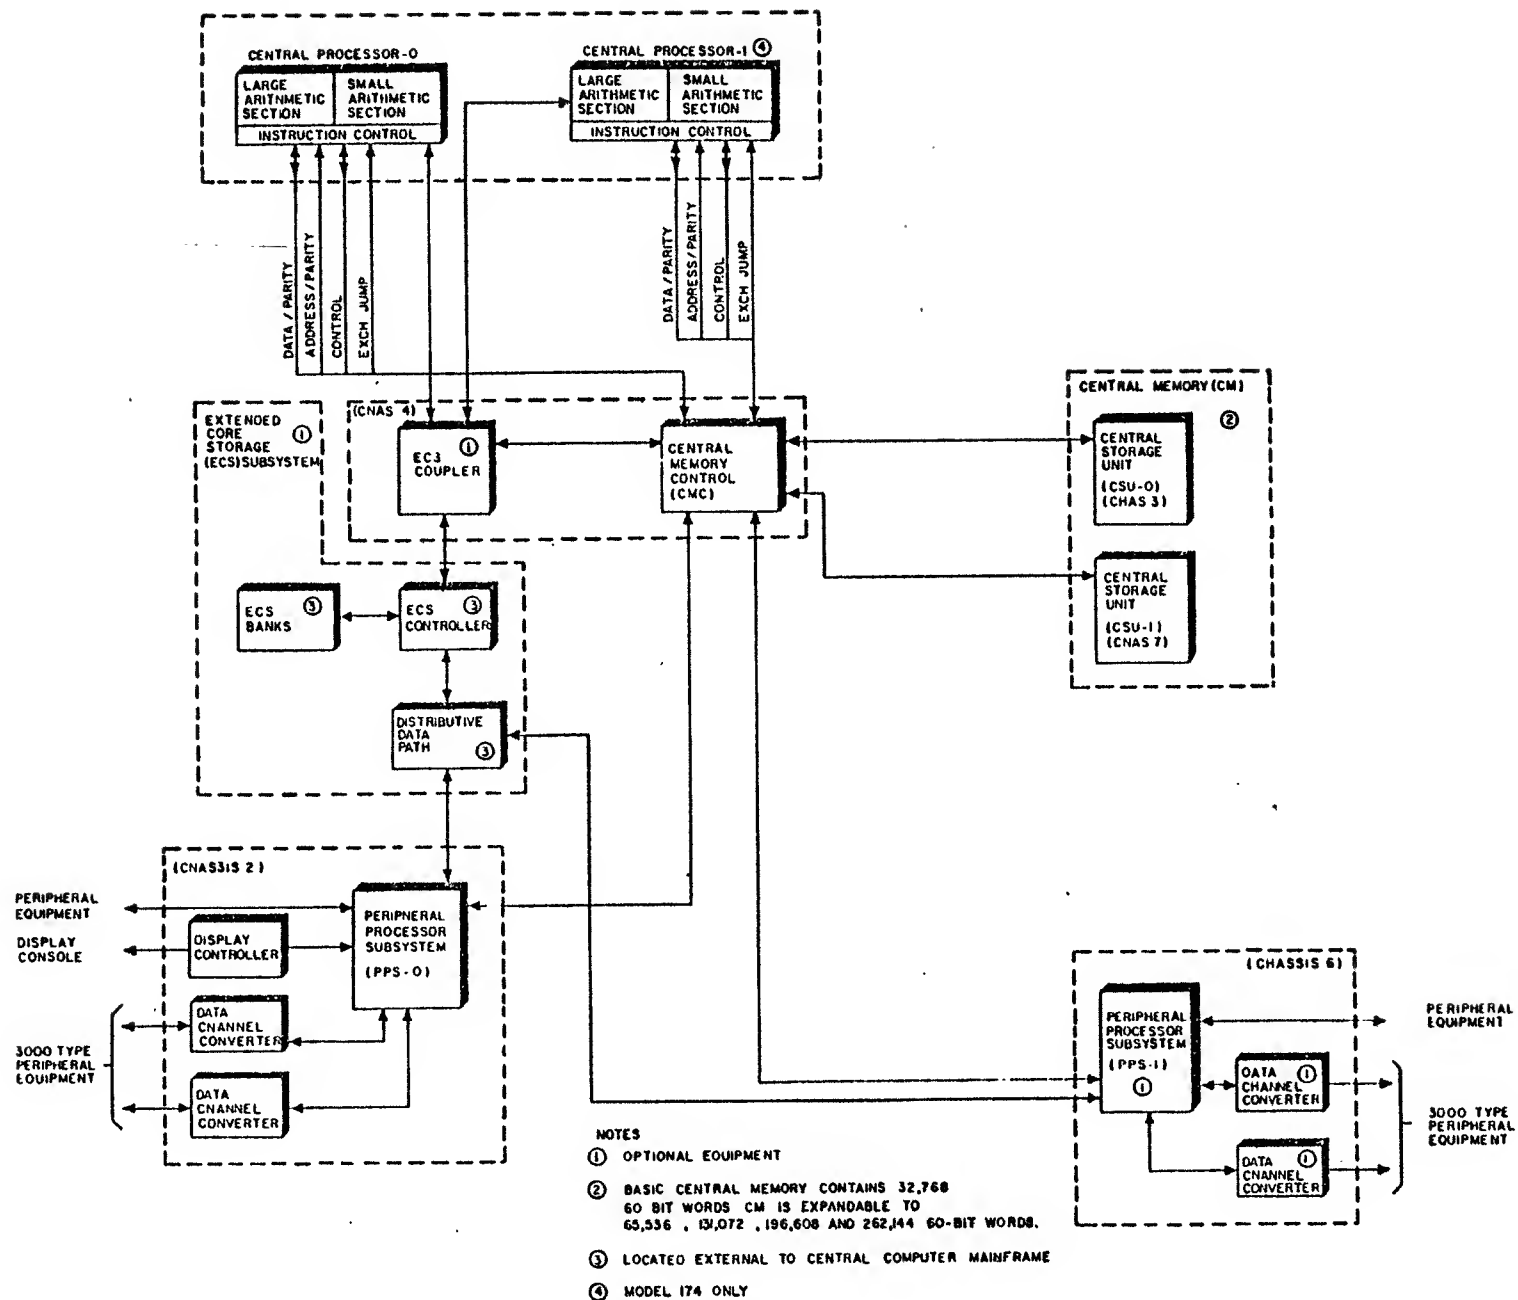 CENTRAL PROCESSOR-0
LARGE
ARITNMETIC
SECTION
SMALL
ARITHMETIC
SECTION
INSTRUCTION CONTROL
CENTRAL PROCESSOR-1 ④
LARGE
ARITHMETIC
SECTION
SMALL
ARITHMETIC
SECTION
INSTRUCTION CONTROL
DATA / PARITY
ADDRESS/PARITY
CONTROL
EXCH JUMP
DATA/PARITY
ADDRESS/PARITY
CONTROL
EXCH JUMP
EXTENDED
CORE
STORAGE
(ECS) SUBSYSTEM
①
(CNAS 4)
EC3
COUPLER
①
CENTRAL
MEMORY
CONTROL
(CMC)
CENTRAL MEMORY (CM)
②
CENTRAL
STORAGE
UNIT
(CSU-0)
(CHAS 3)
CENTRAL
STORAGE
UNIT
(CSU-1)
(CNAS 7)
ECS
BANKS
③
ECS
CONTROLLER
③
DISTRIBUTIVE
DATA
PATH
③
(CNAS3IS 2)
PERIPHERAL
EQUIPMENT
DISPLAY
CONSOLE
DISPLAY
CONTROLLER
PERIPNERAL
PROCESSOR
SUBSYSTEM
(PPS-0)
3000 TYPE
PERIPHERAL
EQUIPMENT
DATA
CHANNEL
CONVERTER
DATA
CHANNEL
CONVERTER
(CHASSIS 6)
PERIPHERAL
PROCESSOR
SUBSYSTEM
(PPS-1)
①
PERIPHERAL
EQUIPMENT
DATA
CHANNEL
CONVERTER
①
DATA
CHANNEL
CONVERTER
①
3000 TYPE
PERIPHERAL
EQUIPMENT
NOTES
① OPTIONAL EQUIPMENT
② BASIC CENTRAL MEMORY CONTAINS 32,768
60 BIT WORDS CM IS EXPANDABLE TO
65,536 , 131,072 , 196,608 AND 262,144 60-BIT WORDS.
③ LOCATED EXTERNAL TO CENTRAL COMPUTER MAINFRAME
④ MODEL 174 ONLY